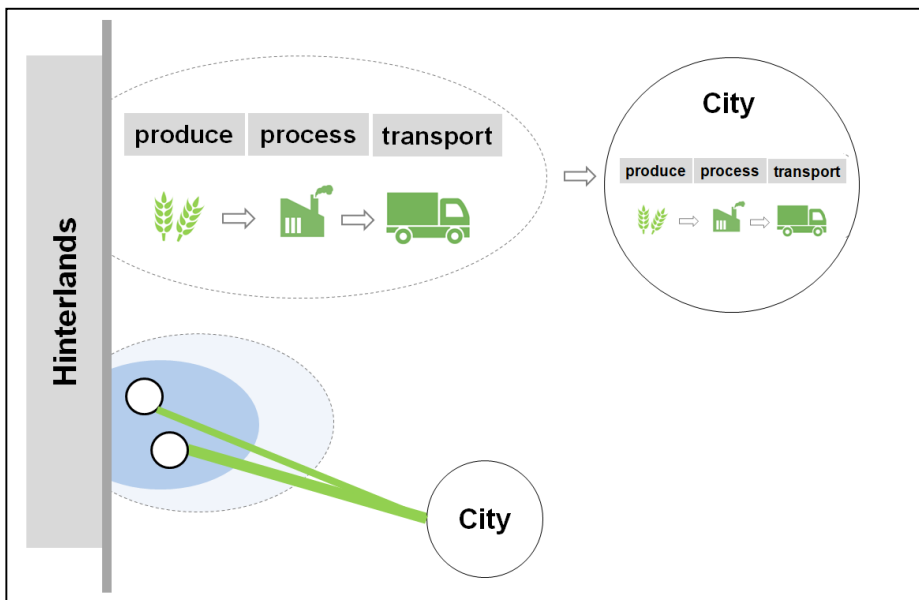 Hinterlands
produce process transport
City
produce process transport
City